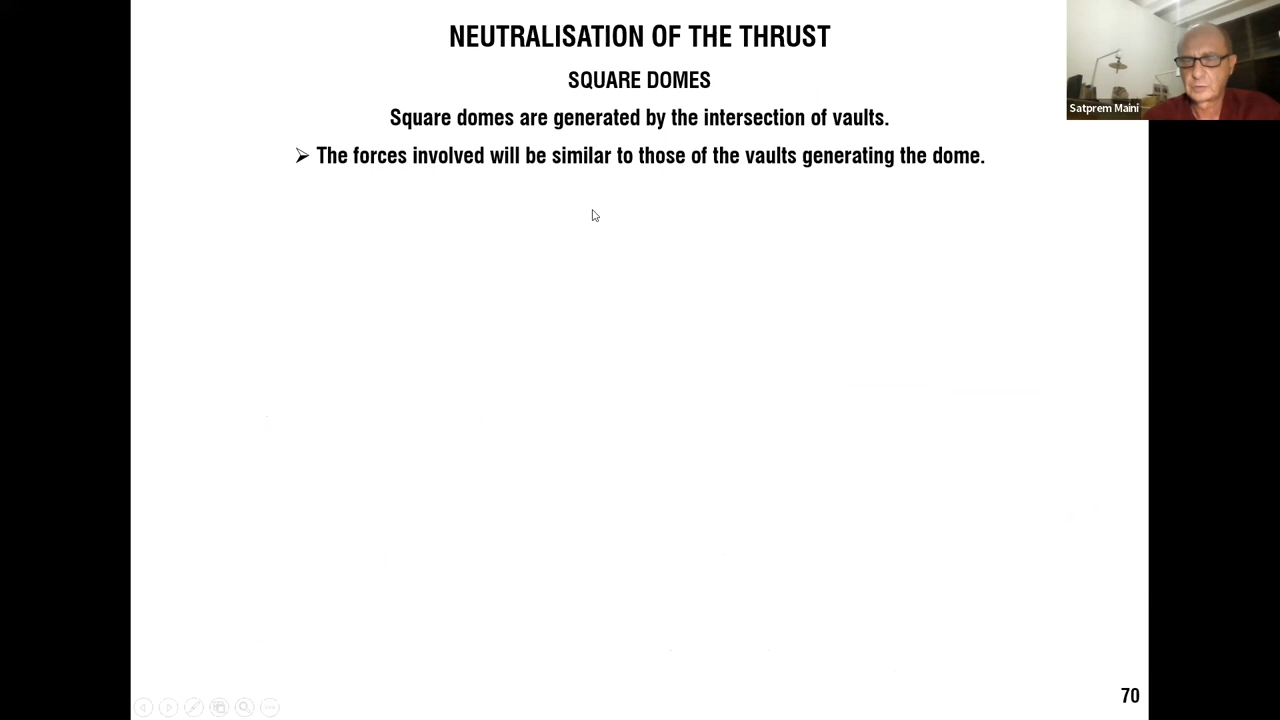 NEUTRALISATION OF THE THRUST
SQUARE DOMES
Square domes are generated by the intersection of vaults.
➢ The forces involved will be similar to those of the vaults generating the dome.
Satprem Maini
70